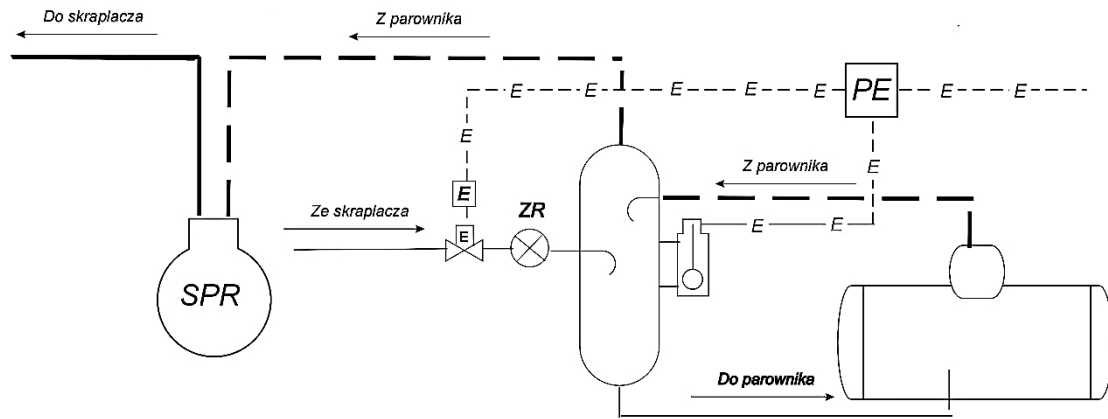 Do skraplacza
Z parownika
E E E E E PE E E
E
E
Z parownika
E
Ze skraplacza
E
ZR
E E
SPR
Do parownika